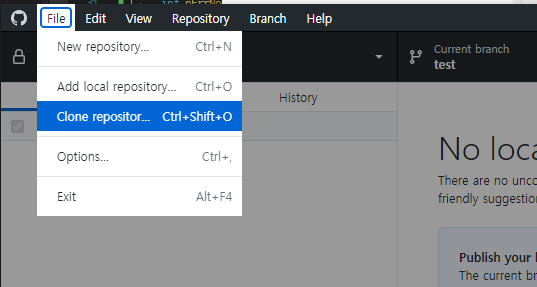 File Edit View Repository Branch Help
New repository... Ctrl+N
Add local repository... Ctrl+O
Clone repositor... Ctrl+Shift+O
Options... Ctrl+,
Exit Alt+F4
Current branch
test
History
No loca
There are no unco
friendly suggestion
Publish your b
The current br